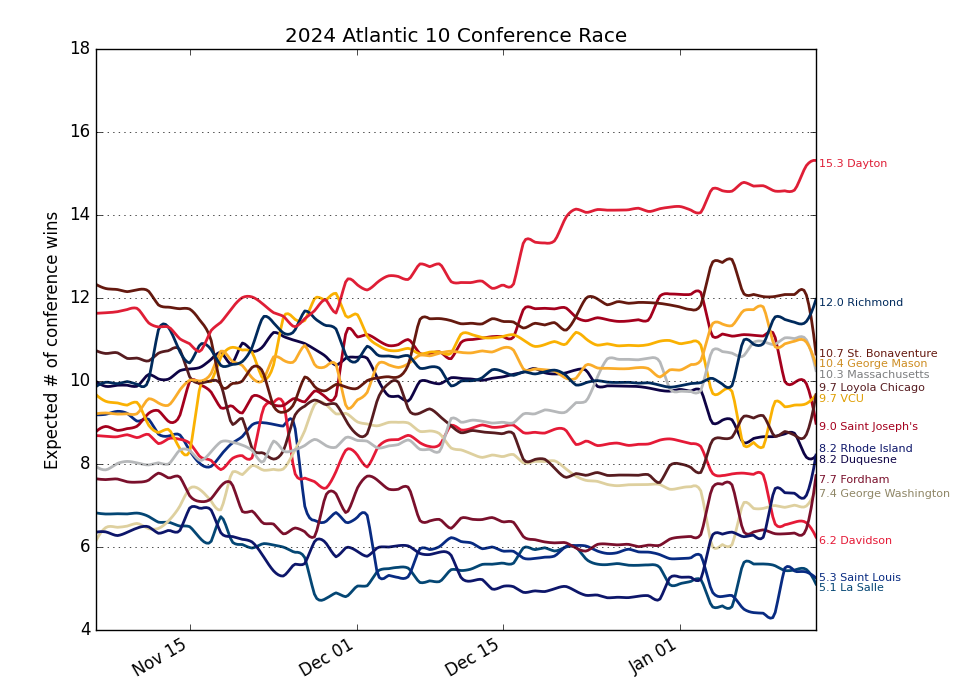 2024 Atlantic 10 Conference Race
Expected # of conference wins
18
16
14
12
10
8
6
4
Nov 15
Dec 01
Dec 15
Jan 01
15.3 Dayton
12.0 Richmond
10.7 St. Bonaventure
10.4 George Mason
10.3 Massachusetts
9.7 Loyola Chicago
9.7 VCU
9.0 Saint Joseph's
8.2 Rhode Island
8.2 Duquesne
7.7 Fordham
7.4 George Washington
6.2 Davidson
5.3 Saint Louis
5.1 La Salle